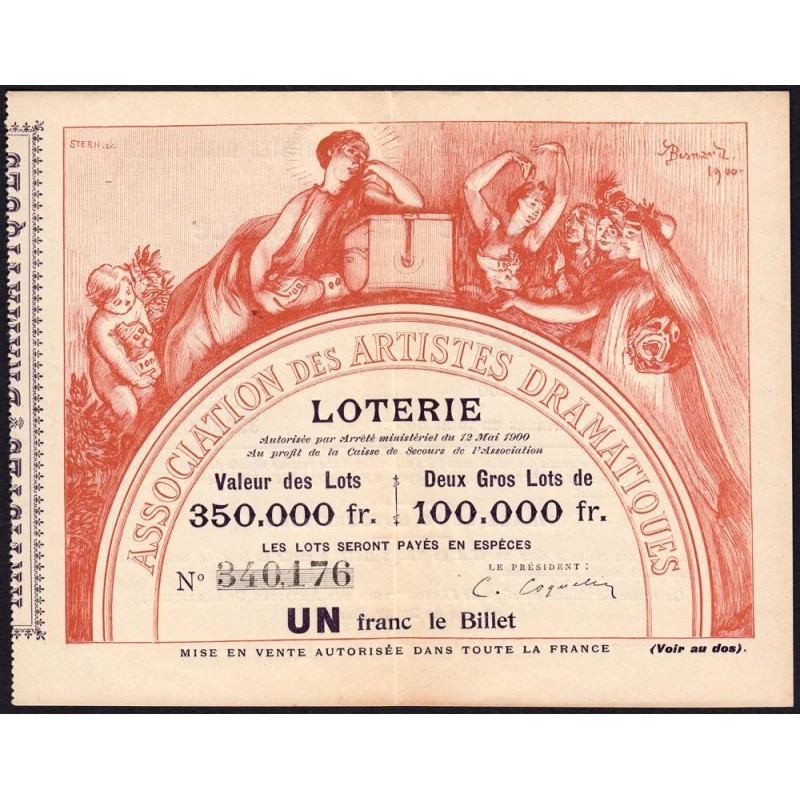 STERN. sc.
Besnard
1900
ASSOCIATION DES ARTISTES DRAMATIQUES
LOTERIE
Autorisée par Arrêté ministériel du 12 Mai 1900
Au profit de la Caisse de Secours de l'Association
Valeur des Lots
350.000 fr.
Deux Gros Lots de
100.000 fr.
LES LOTS SERONT PAYÉS EN ESPÈCES
No 340,176
LE PRÉSIDENT :
C. Coquelin
UN franc le Billet
MISE EN VENTE AUTORISÉE DANS TOUTE LA FRANCE
(Voir au dos).